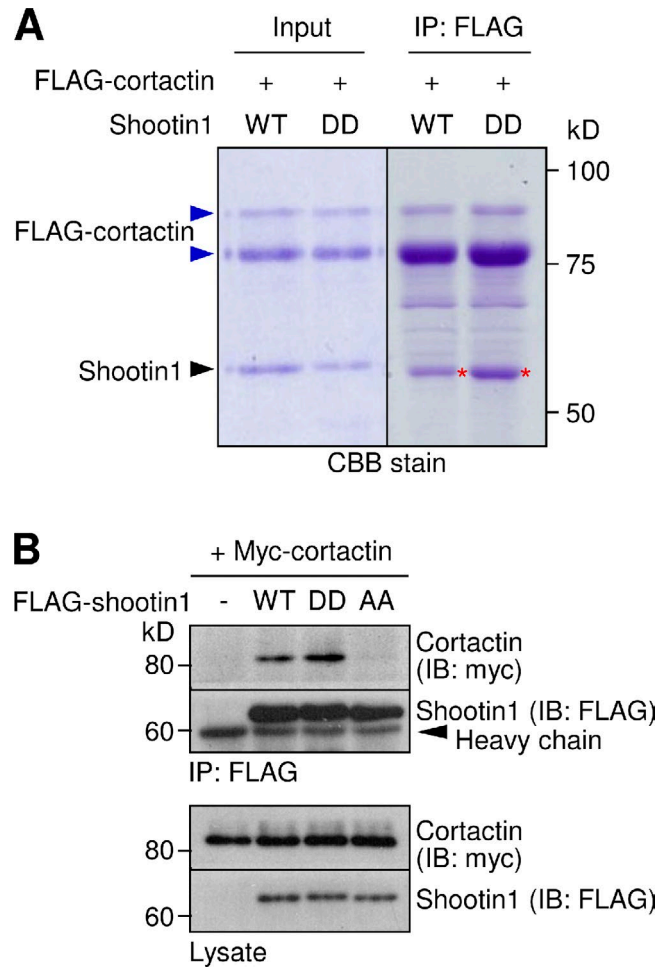 A
Input IP: FLAG
FLAG-cortactin + + + +
Shootin1 WT DD WT DD kD
100
FLAG-cortactin
75
Shootin1 * *
50
CBB stain
B
+ Myc-cortactin
FLAG-shootin1 - WT DD AA
kD
Cortactin
80 (IB: myc)
Shootin1 (IB: FLAG)
60 Heavy chain
IP: FLAG
Cortactin
80 (IB: myc)
Shootin1 (IB: FLAG)
60
Lysate